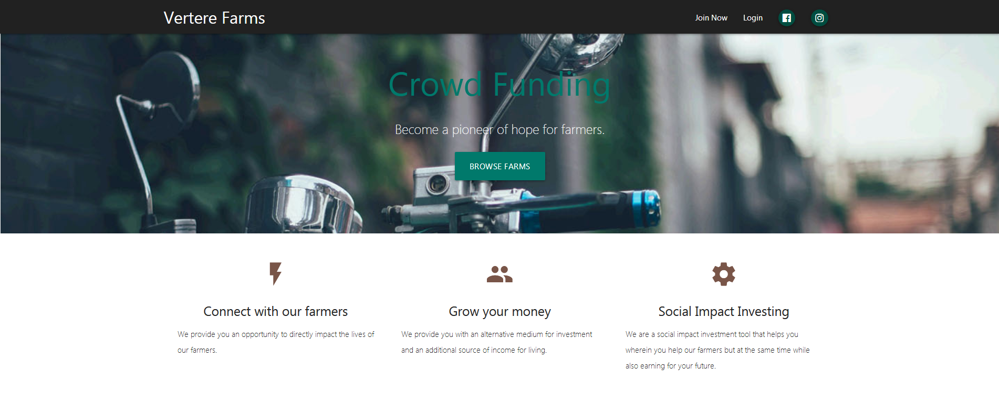 Vertere Farms
Join Now Login
Crowd Funding
Become a pioneer of hope for farmers.
BROWSE FARMS
Connect with our farmers
We provide you an opportunity to directly impact the lives of
our farmers.
Grow your money
We provide you with an alternative medium for investment
and an additional source of income for living.
Social Impact Investing
We are a social impact investment tool that helps you
wherein you help our farmers but at the same time while
also earning for your future.